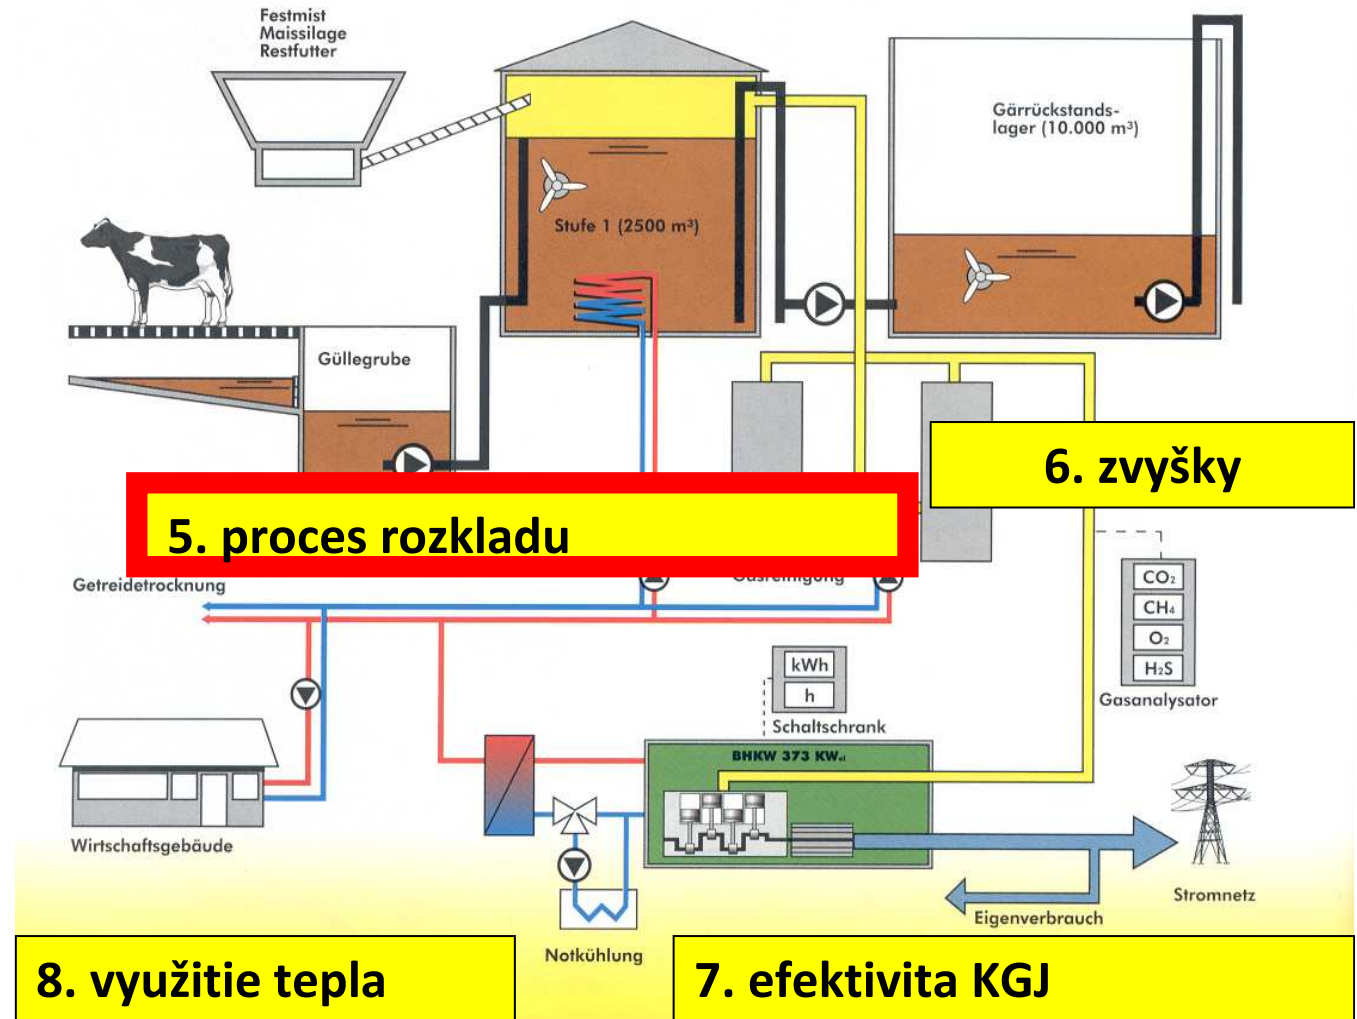 Festmist
Maissilage
Restfutter
Gärrückstands-
lager (10.000 m³)
Stufe 1 (2500 m³)
Güllegrube
6. zvyšky
5. proces rozkladu
Getreidetrocknung
Gasreinigung
CO₂
CH₄
O₂
H₂S
Gasanalysator
kWh
h
Schaltschrank
BHKW 373 KWel
Wirtschaftsgebäude
Stromnetz
Eigenverbrauch
Notkühlung
8. využitie tepla
7. efektivita KGJ